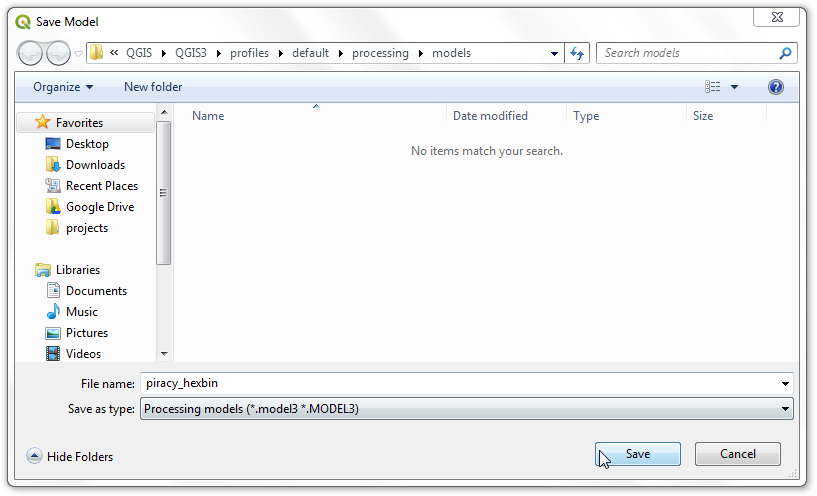 Save Model
« QGIS QGIS3 profiles default processing models
Search models
Organize New folder
Name Date modified Type Size
No items match your search.
Favorites
Desktop
Downloads
Recent Places
Google Drive
projects
Libraries
Documents
Music
Pictures
Videos
File name: piracy_hexbin
Save as type: Processing models (*.model3 *.MODEL3)
Hide Folders Save Cancel